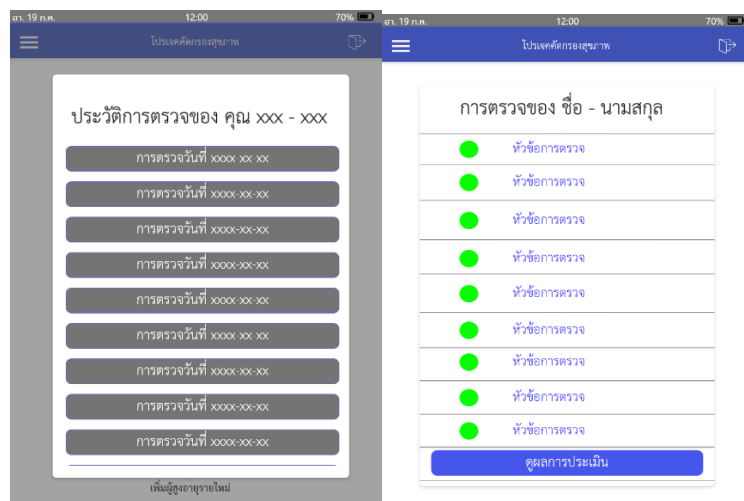 อา. 19 ก.ค. 12:00 70%
โปรเจคคัดกรองสุขภาพ
ประวัติการตรวจของ คุณ xxx - xxx
การตรวจวันที่ xxxx xx xx
การตรวจวันที่ xxxx-xx-xx
การตรวจวันที่ xxxx-xx-xx
การตรวจวันที่ xxxx-xx-xx
การตรวจวันที่ xxxx-xx-xx
การตรวจวันที่ xxxx xx xx
การตรวจวันที่ xxxx-xx-xx
การตรวจวันที่ xxxx-xx-xx
การตรวจวันที่ xxxx-xx-xx
เพิ่มผู้สูงอายุรายใหม่
อา. 19 ก.ค. 12:00 70%
โปรเจคคัดกรองสุขภาพ
การตรวจของ ชื่อ - นามสกุล
หัวข้อการตรวจ
หัวข้อการตรวจ
หัวข้อการตรวจ
หัวข้อการตรวจ
หัวข้อการตรวจ
หัวข้อการตรวจ
หัวข้อการตรวจ
หัวข้อการตรวจ
หัวข้อการตรวจ
ดูผลการประเมิน